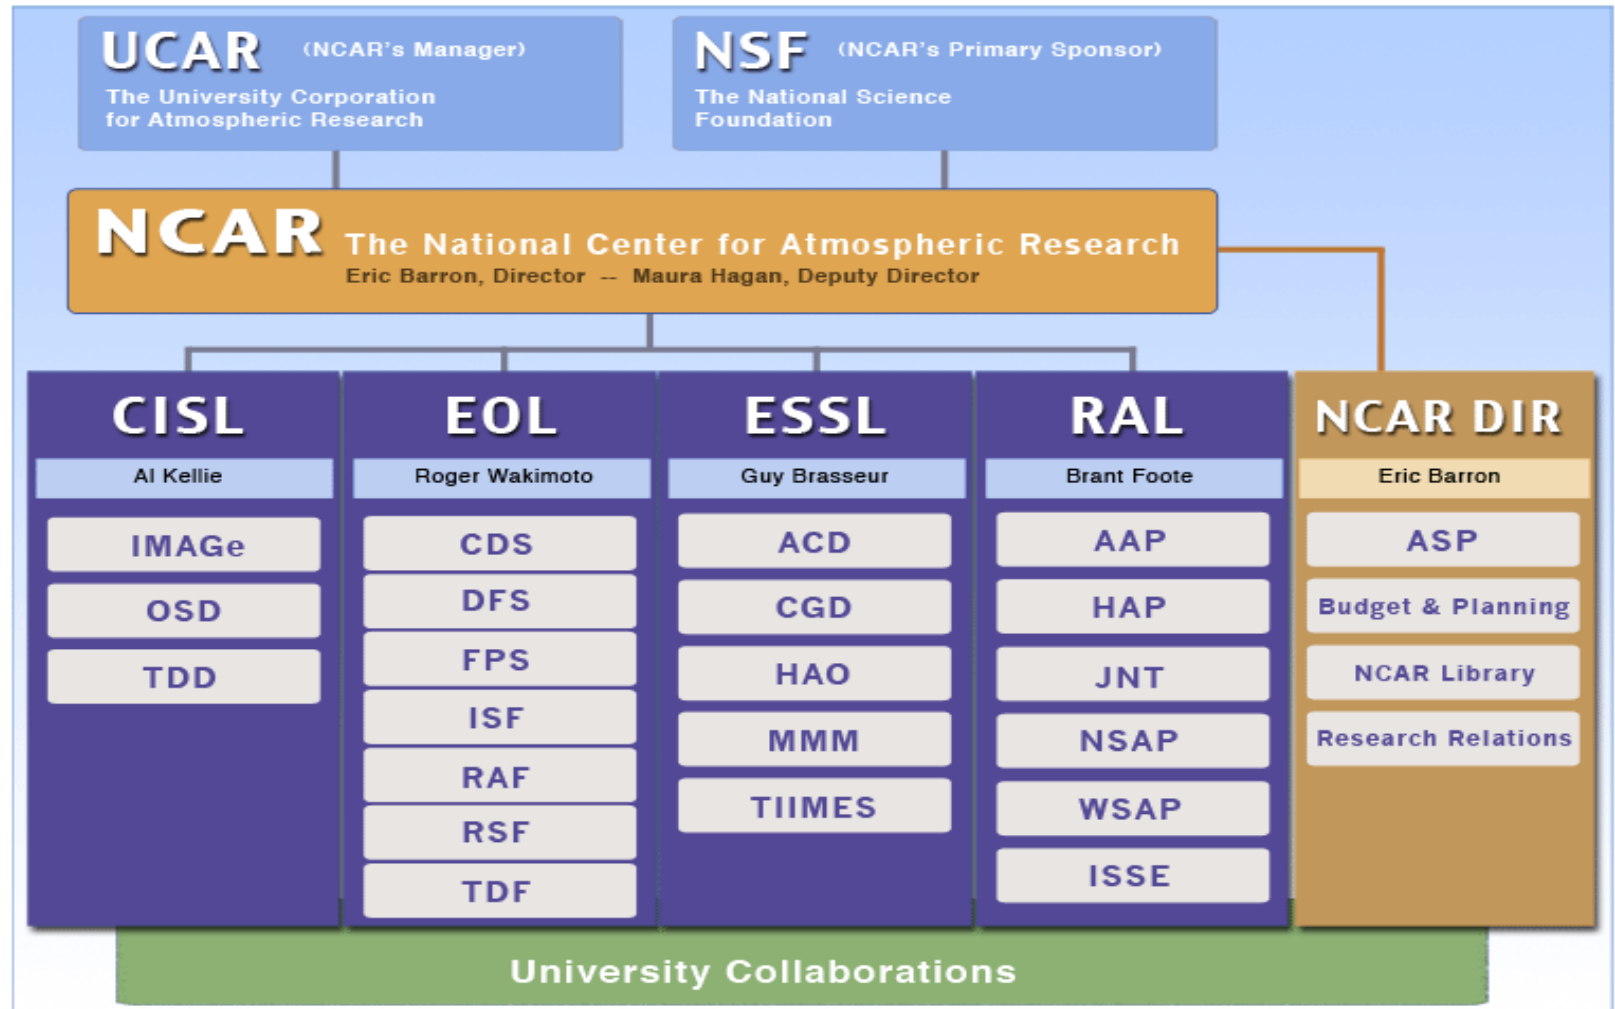 UCAR (NCAR's Manager)
The University Corporation
for Atmospheric Research
NSF (NCAR's Primary Sponsor)
The National Science
Foundation
NCAR The National Center for Atmospheric Research
Eric Barron, Director -- Maura Hagan, Deputy Director
CISL
Al Kellie
IMAGe
OSD
TDD
EOL
Roger Wakimoto
CDS
DFS
FPS
ISF
RAF
RSF
TDF
ESSL
Guy Brasseur
ACD
CGD
HAO
MMM
TIIMES
RAL
Brant Foote
AAP
HAP
JNT
NSAP
WSAP
ISSE
NCAR DIR
Eric Barron
ASP
Budget & Planning
NCAR Library
Research Relations
University Collaborations